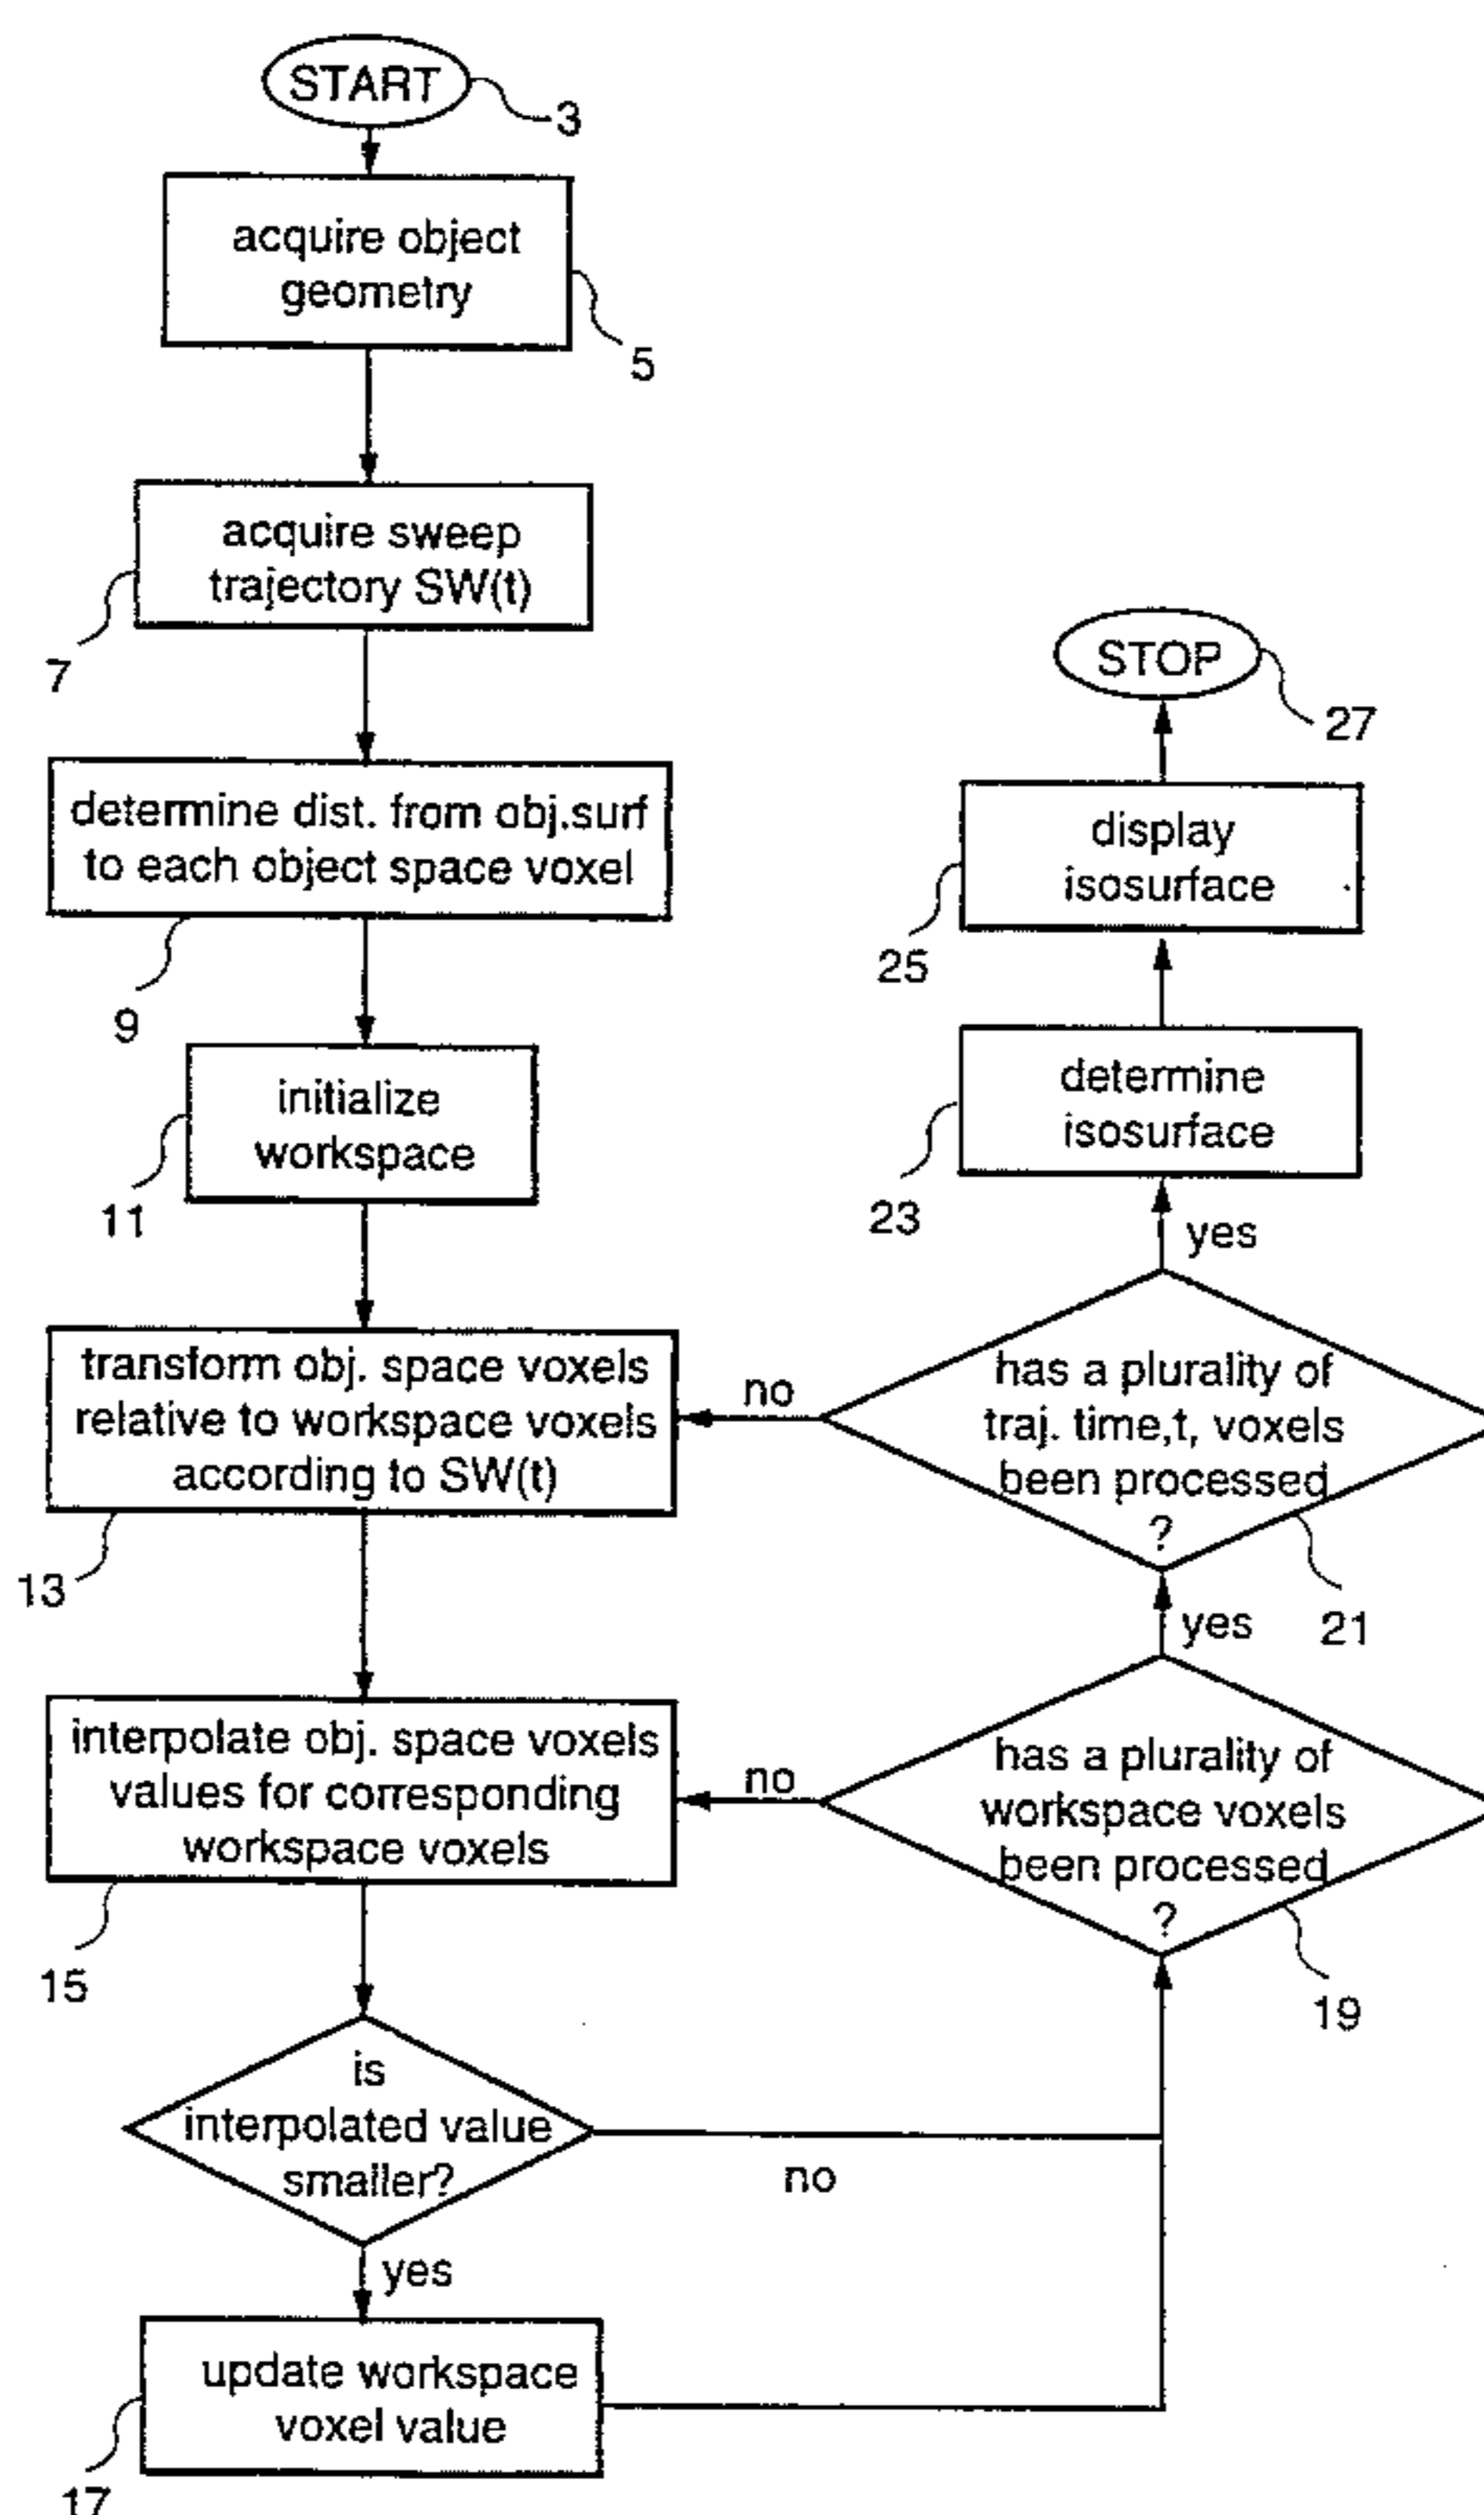 START
3
acquire object
geometry
5
acquire sweep
trajectory SW(t)
7
determine dist. from obj.surf
to each object space voxel
9
initialize
workspace
11
transform obj. space voxels
relative to workspace voxels
according to SW(t)
13
interpolate obj. space voxels
values for corresponding
workspace voxels
15
is
interpolated value
smaller?
no
yes
update workspace
voxel value
17
has a plurality of
workspace voxels
been processed
?
19
no
yes
has a plurality of
traj. time,t, voxels
been processed
?
21
no
yes
determine
isosurface
23
display
isosurface
25
STOP
27